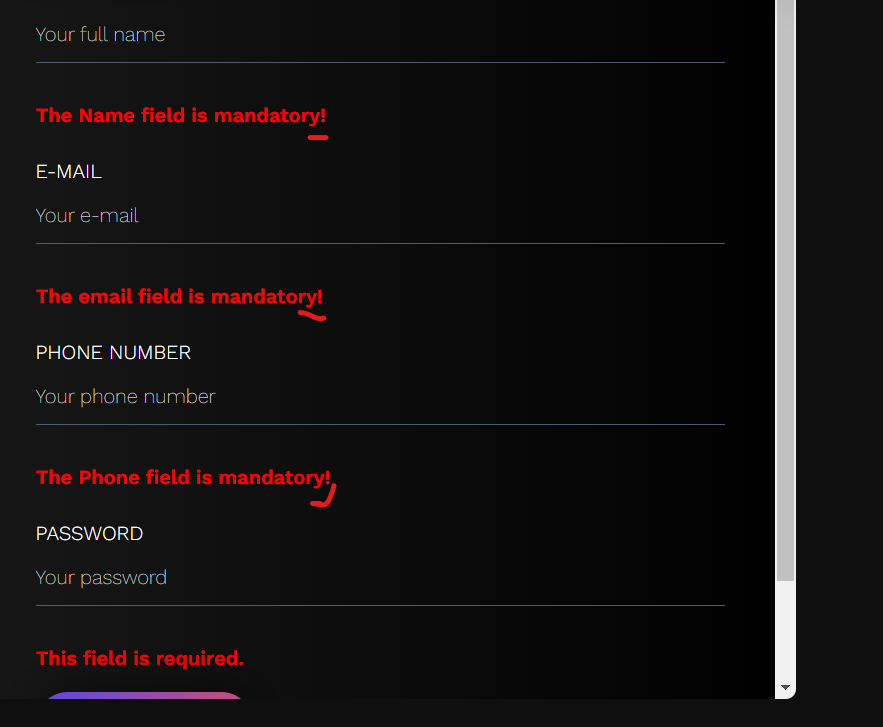 Your full name
The Name field is mandatory!
E-MAIL
Your e-mail
The email field is mandatory!
PHONE NUMBER
Your phone number
The Phone field is mandatory!
PASSWORD
Your password
This field is required.